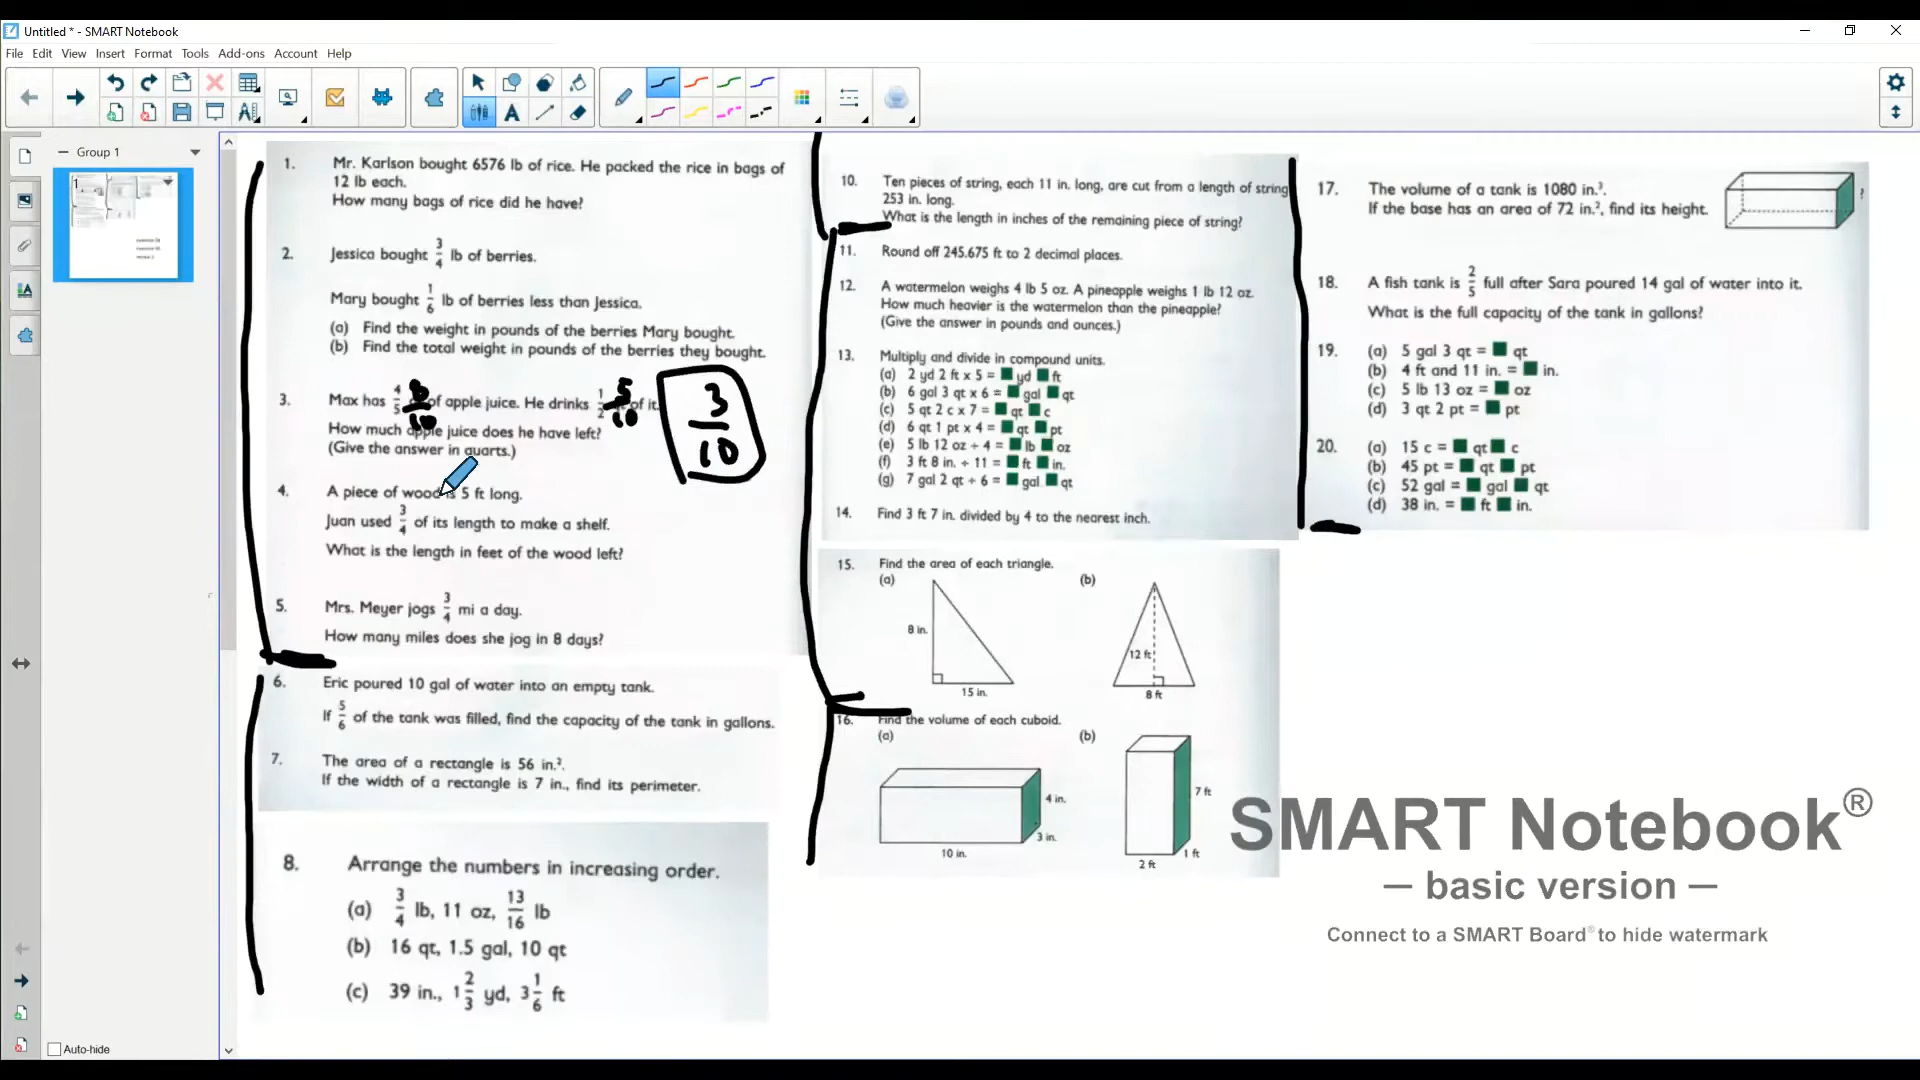 Untitled * - SMART Notebook
File Edit View Insert Format Tools Add-ons Account Help
Group 1
1
Auto-hide
1. Mr. Karlson bought 6576 lb of rice. He packed the rice in bags of
12 lb each.
How many bags of rice did he have?
2. Jessica bought 3/4 lb of berries.
Mary bought 1/6 lb of berries less than Jessica.
(a) Find the weight in pounds of the berries Mary bought.
(b) Find the total weight in pounds of the berries they bought.
3. Max has 4/5 8/10 of apple juice. He drinks 1/2 5/10 of it.
How much apple juice does he have left?
(Give the answer in quarts.)
3/10
4. A piece of wood is 5 ft long.
Juan used 3/4 of its length to make a shelf.
What is the length in feet of the wood left?
5. Mrs. Meyer jogs 3/4 mi a day.
How many miles does she jog in 8 days?
6. Eric poured 10 gal of water into an empty tank.
If 5/6 of the tank was filled, find the capacity of the tank in gallons.
7. The area of a rectangle is 56 in.².
If the width of a rectangle is 7 in., find its perimeter.
8. Arrange the numbers in increasing order.
(a) 3/4 lb, 11 oz, 13/16 lb
(b) 16 qt, 1.5 gal, 10 qt
(c) 39 in., 1 2/3 yd, 3 1/6 ft
10. Ten pieces of string, each 11 in. long, are cut from a length of string
253 in. long.
What is the length in inches of the remaining piece of string?
11. Round off 245.675 ft to 2 decimal places.
12. A watermelon weighs 4 lb 5 oz. A pineapple weighs 1 lb 12 oz.
How much heavier is the watermelon than the pineapple?
(Give the answer in pounds and ounces.)
13. Multiply and divide in compound units.
(a) 2 yd 2 ft x 5 = ■ yd ■ ft
(b) 6 gal 3 qt x 6 = ■ gal ■ qt
(c) 5 qt 2 c x 7 = ■ qt ■ c
(d) 6 qt 1 pt x 4 = ■ qt ■ pt
(e) 5 lb 12 oz ÷ 4 = ■ lb ■ oz
(f) 3 ft 8 in. ÷ 11 = ■ ft ■ in.
(g) 7 gal 2 qt ÷ 6 = ■ gal ■ qt
14. Find 3 ft 7 in. divided by 4 to the nearest inch.
15. Find the area of each triangle.
(a) (b)
8 in.
12 ft
15 in. 8 ft
16. Find the volume of each cuboid.
(a) (b)
4 in. 7 ft
3 in.
10 in. 1 ft
2 ft
17. The volume of a tank is 1080 in.³.
If the base has an area of 72 in.², find its height.
?
18. A fish tank is 2/5 full after Sara poured 14 gal of water into it.
What is the full capacity of the tank in gallons?
19. (a) 5 gal 3 qt = ■ qt
(b) 4 ft and 11 in. = ■ in.
(c) 5 lb 13 oz = ■ oz
(d) 3 qt 2 pt = ■ pt
20. (a) 15 c = ■ qt ■ c
(b) 45 pt = ■ qt ■ pt
(c) 52 gal = ■ gal ■ qt
(d) 38 in. = ■ ft ■ in.
SMART Notebook®
— basic version —
Connect to a SMART Board® to hide watermark